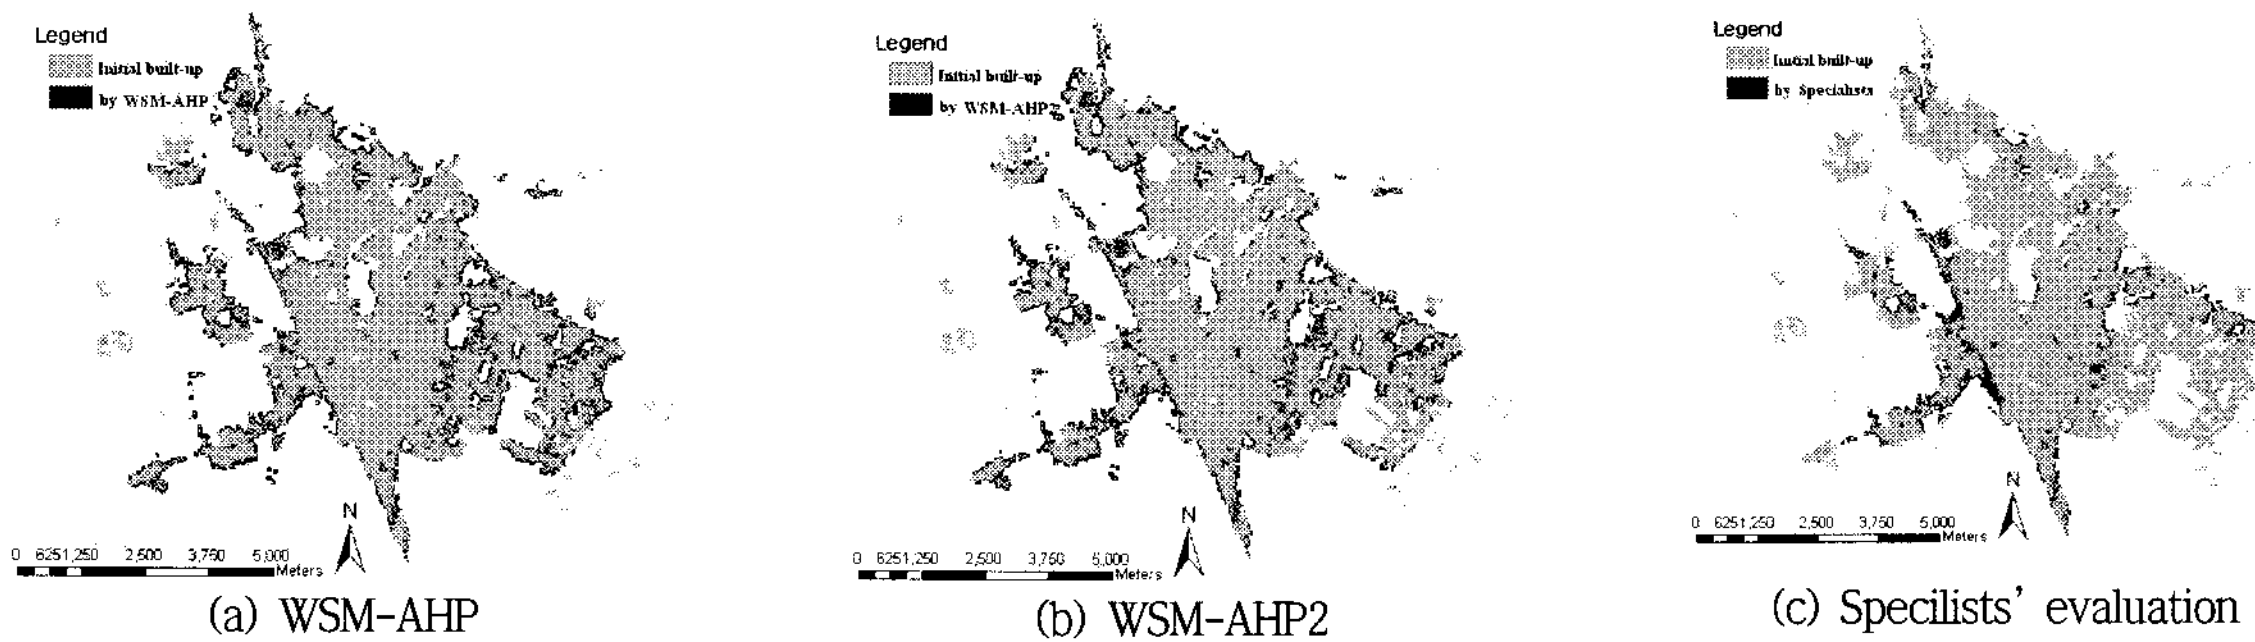 Legend
Initial built-up
by WSM-AHP
N
0 6251,250 2,500 3,750 5,000
Meters
(a) WSM-AHP
Legend
Initial built-up
by WSM-AHP2
N
0 6251,250 2,500 3,750 5,000
Meters
(b) WSM-AHP2
Legend
Initial built-up
by Specialists
N
0 6251,250 2,500 3,750 5,000
Meters
(c) Specilists' evaluation